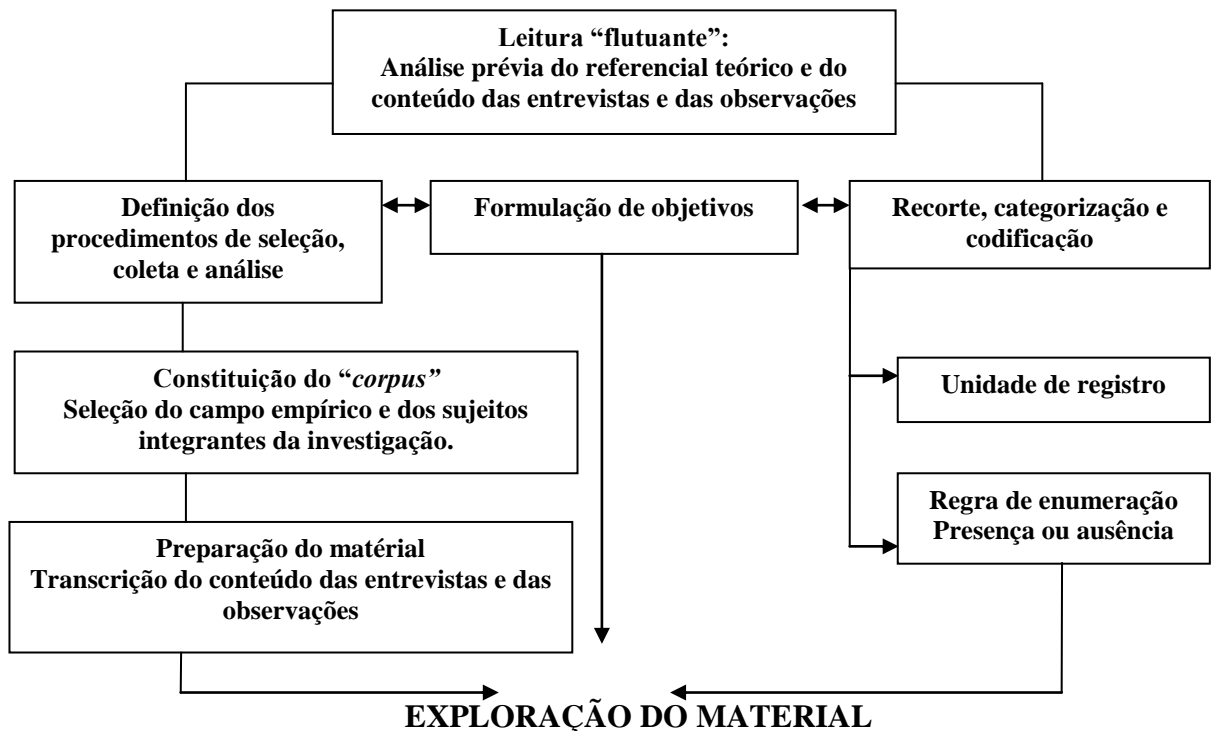 Leitura “flutuante”:
Análise prévia do referencial teórico e do
conteúdo das entrevistas e das observações
Definição dos
procedimentos de seleção,
coleta e análise
Formulação de objetivos
Recorte, categorização e
codificação
Constituição do “corpus”
Seleção do campo empírico e dos sujeitos
integrantes da investigação.
Unidade de registro
Regra de enumeração
Presença ou ausência
Preparação do matérial
Transcrição do conteúdo das entrevistas e das
observações
EXPLORAÇÃO DO MATERIAL